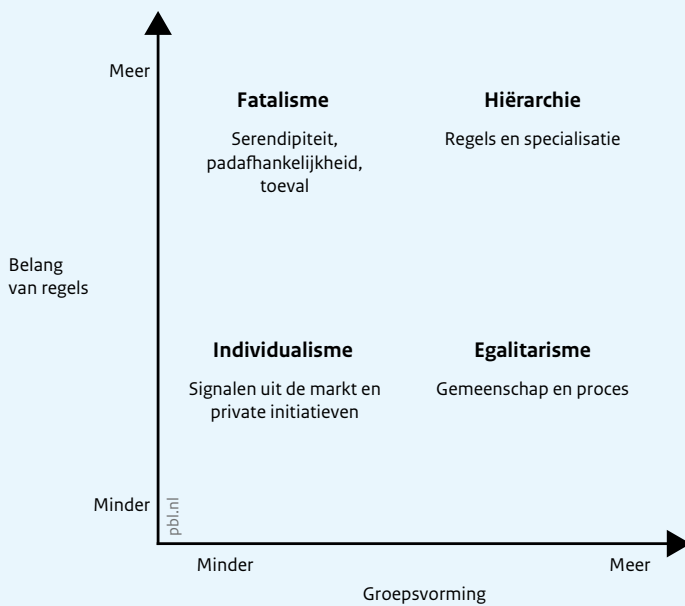 Meer
Fatalisme
Serendipiteit,
padafhankelijkheid,
toeval
Hiërarchie
Regels en specialisatie
Belang
van regels
Individualisme
Signalen uit de markt en
private initiatieven
Egalitarisme
Gemeenschap en proces
Minder
pbl.nl
Minder
Meer
Groepsvorming